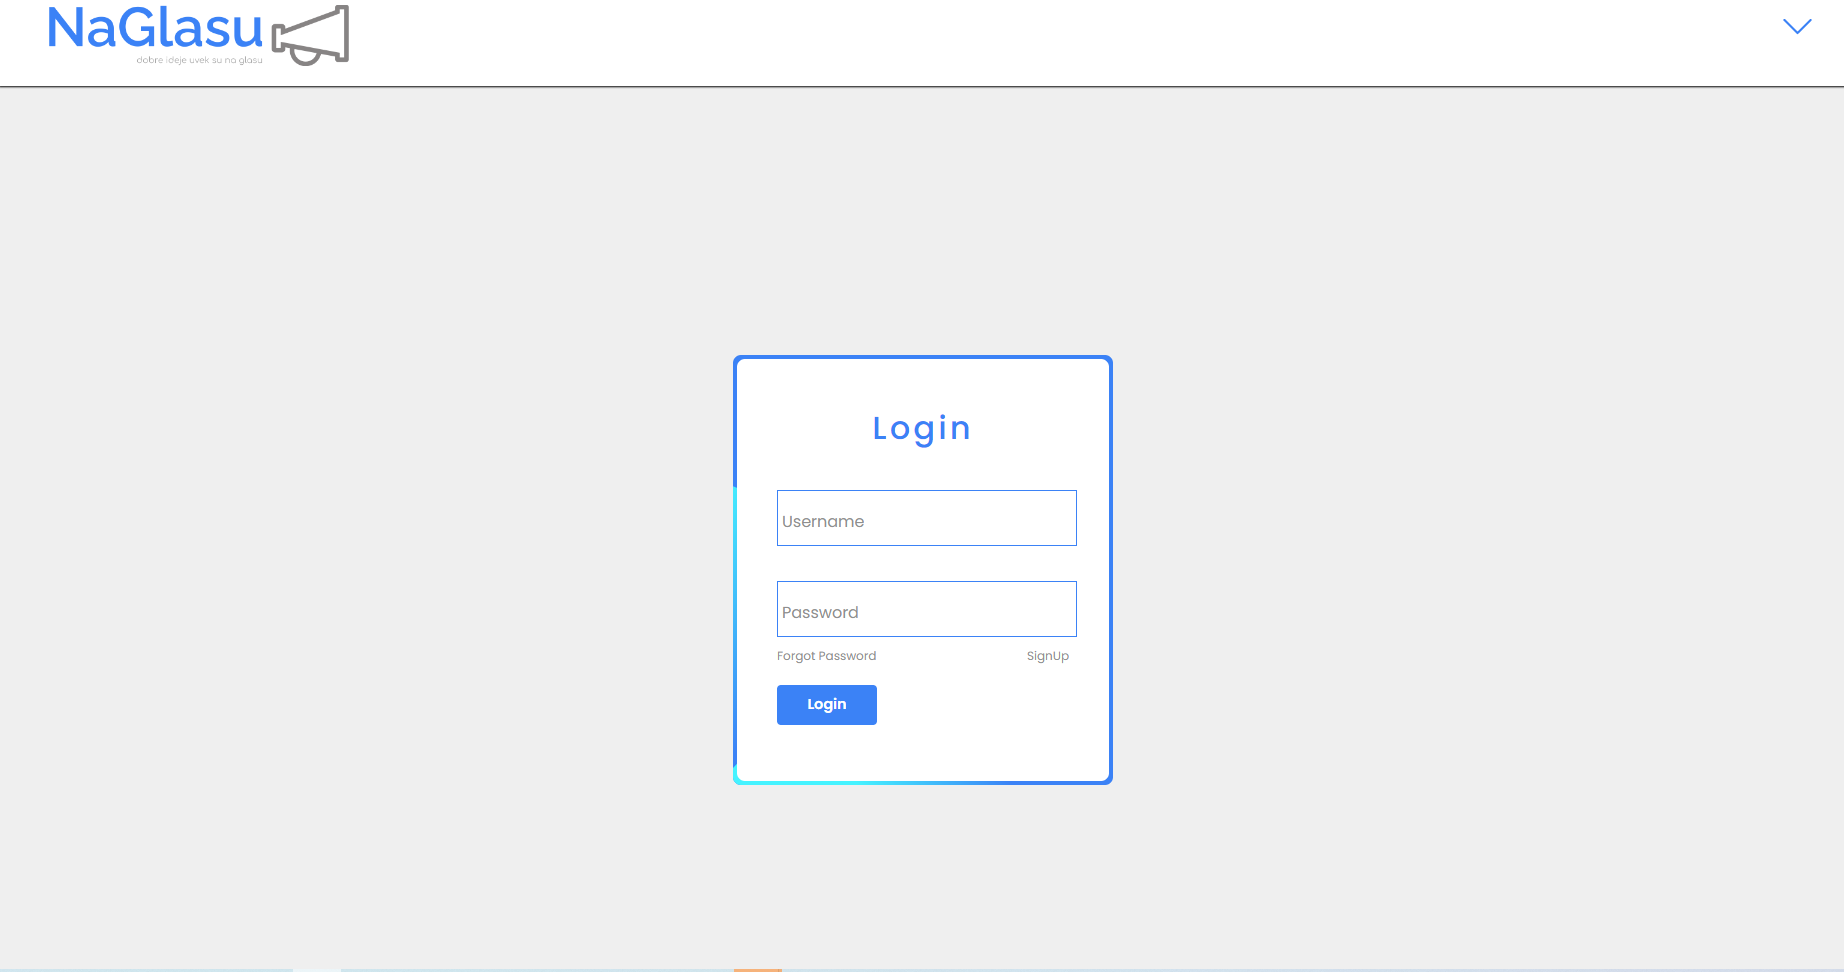 NaGlasu
dobre ideje uvek su na glasu
Login
Username
Password
Forgot Password SignUp
Login